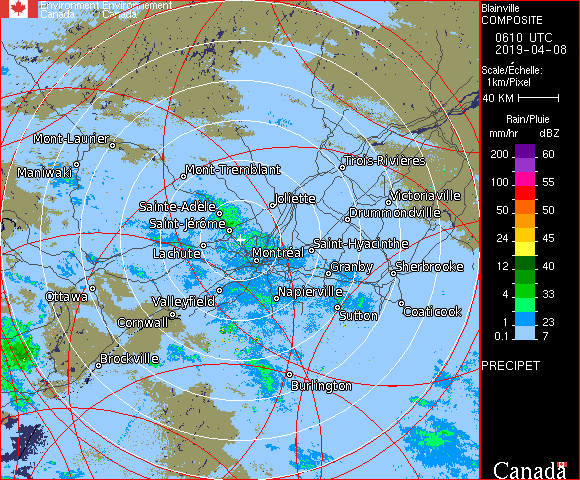 Environment Environnement
Canada Canada
Blainville
COMPOSITE
0610 UTC
2019-04-08
Scale/Échelle:
1km/Pixel
40 KM
Rain/Pluie
mm/hr dBZ
200 60
100 55
50 50
24 45
12 40
4 33
1 23
0.1 7
PRECIPET
Canada
Mont-Laurier
Maniwaki
Mont-Tremblant
Trois-Rivières
Sainte-Adèle
Joliette
Victoriaville
Drummondville
Saint-Jérôme
Lachute
Montréal
Saint-Hyacinthe
Granby
Sherbrooke
Ottawa
Valleyfield
Napierville
Cornwall
Sutton
Coaticook
Brockville
Burlington